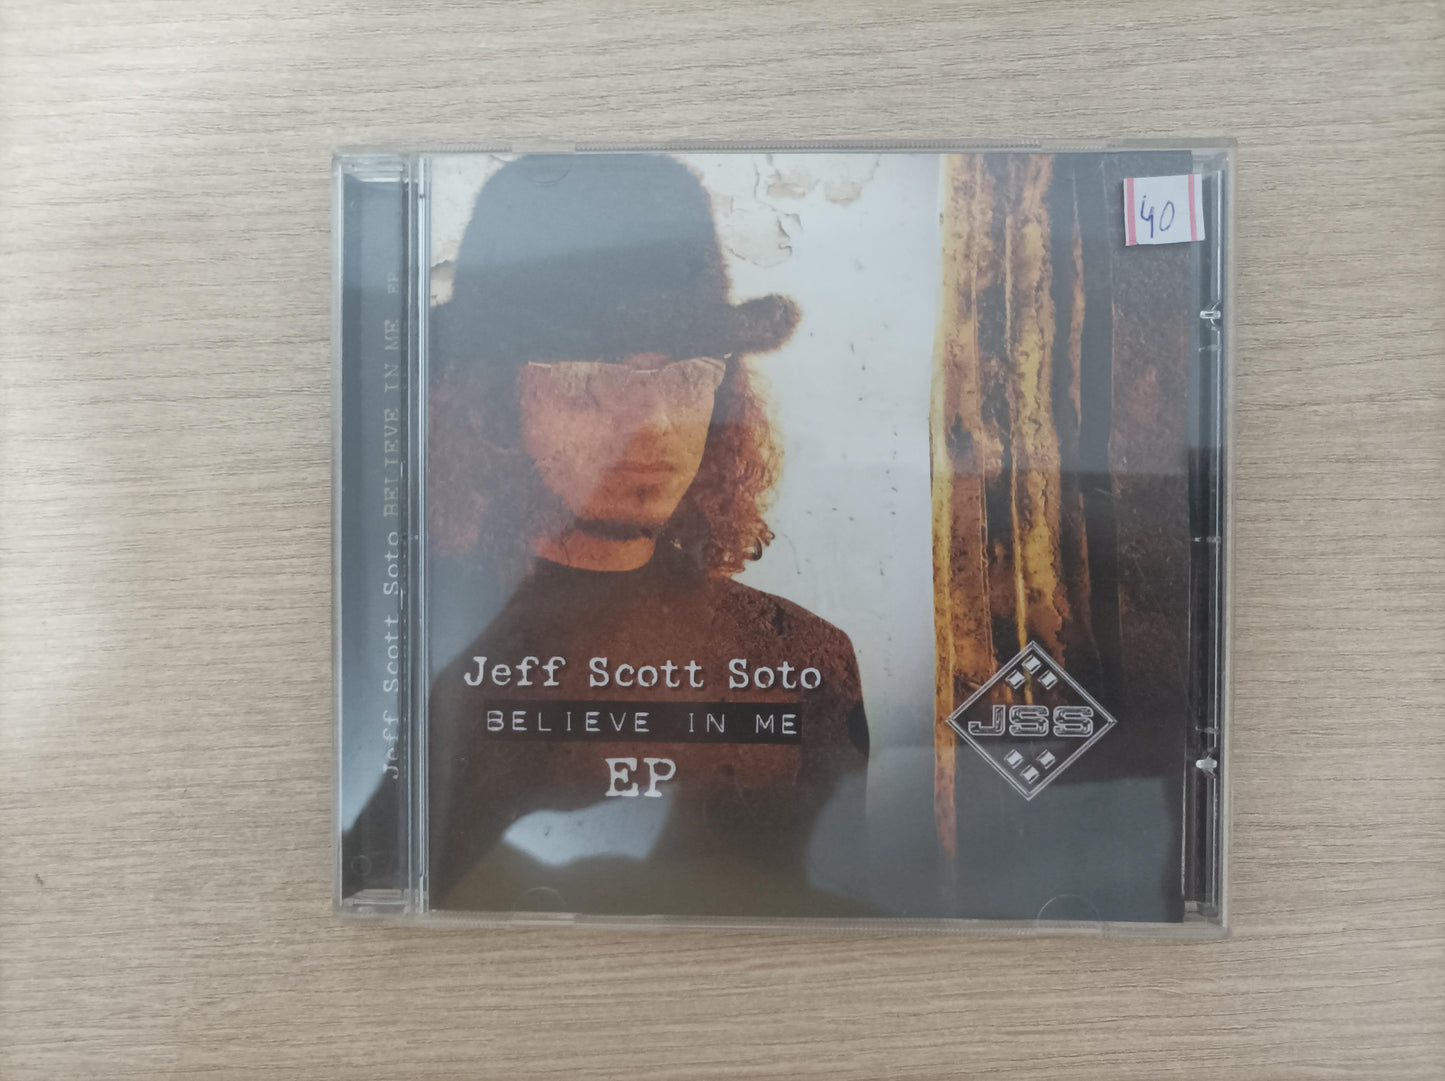 40
Jeff Scott Soto BELIEVE IN ME EP
Jeff Scott Soto
BELIEVE IN ME
EP
JSS